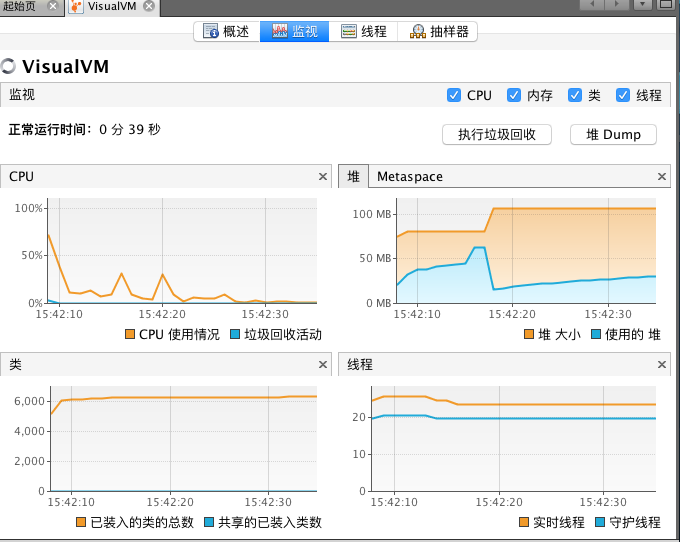 起始页 VisualVM
概述 监视 线程 抽样器
VisualVM
监视 CPU 内存 类 线程
正常运行时间：0 分 39 秒
执行垃圾回收 堆 Dump
CPU
100%
50%
0%
15:42:10 15:42:20 15:42:30
CPU 使用情况 垃圾回收活动
堆 Metaspace
100 MB
50 MB
0 MB
15:42:10 15:42:20 15:42:30
堆 大小 使用的 堆
类
6,000
4,000
2,000
0
15:42:10 15:42:20 15:42:30
已装入的类的总数 共享的已装入类数
线程
20
10
0
15:42:10 15:42:20 15:42:30
实时线程 守护线程